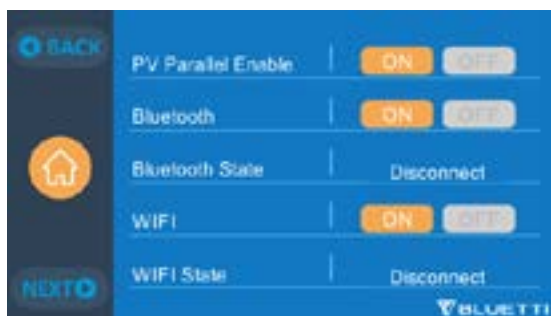 BACK
PV Parallel Enable ON OFF
Bluetooth ON OFF
Bluetooth State Disconnect
WIFI ON OFF
WIFI State Disconnect
NEXT
BLUETTI